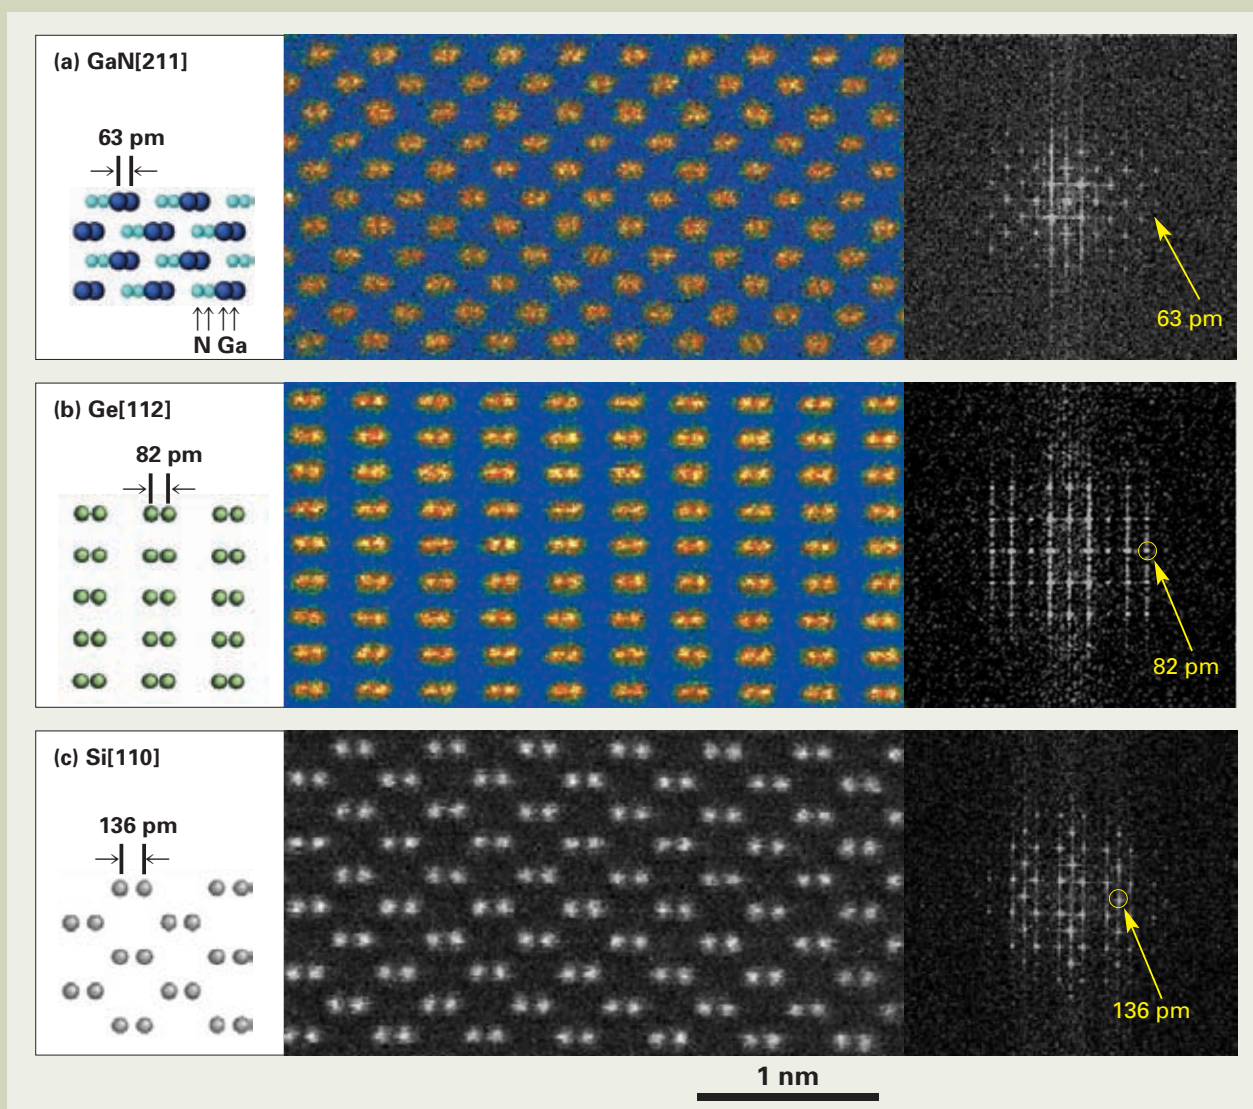 (a) GaN[211]
63 pm
N Ga
63 pm
(b) Ge[112]
82 pm
82 pm
(c) Si[110]
136 pm
136 pm
1 nm